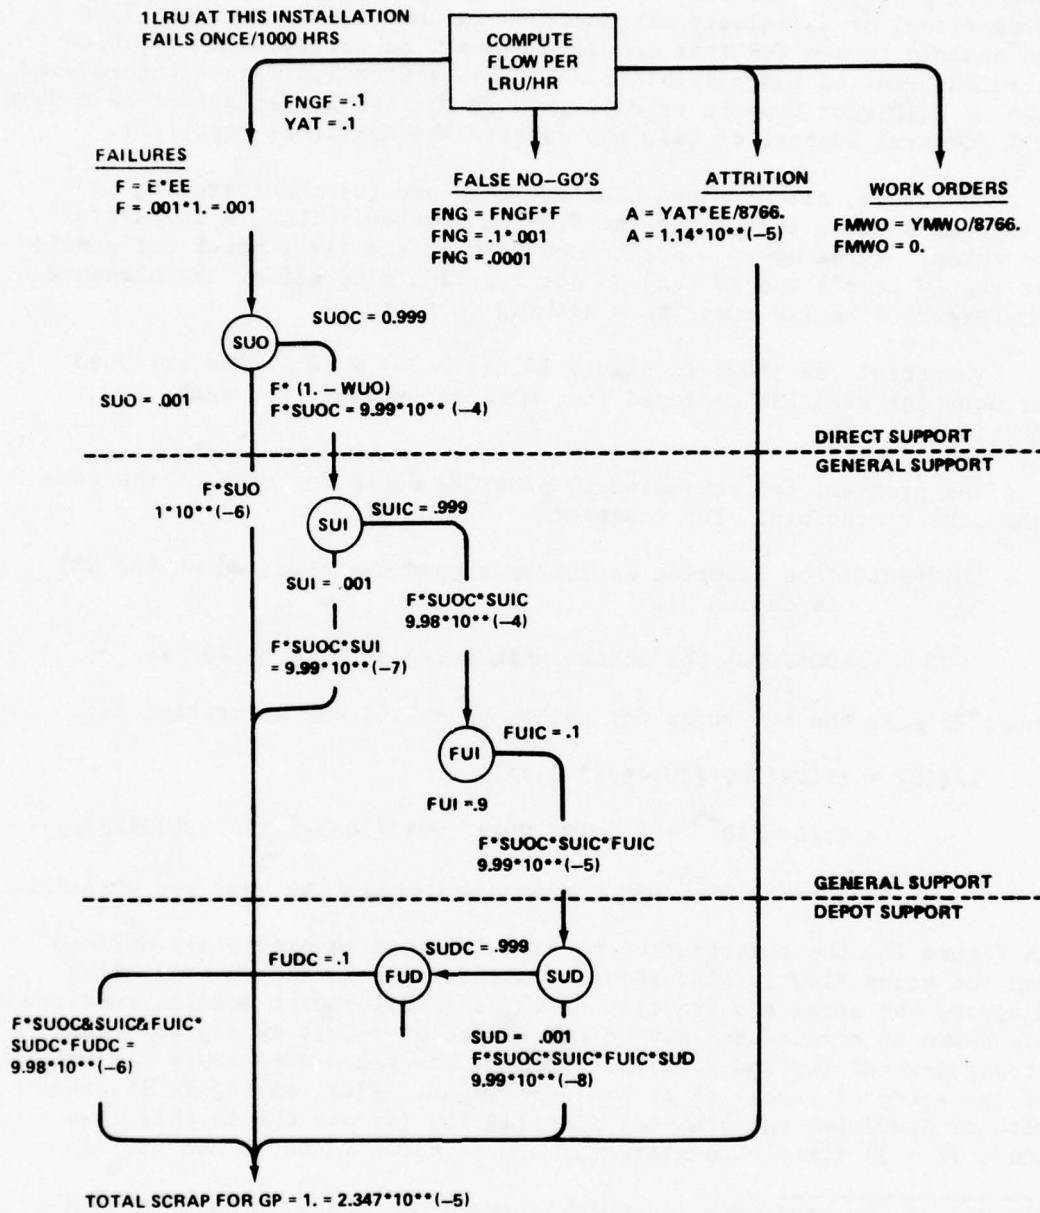 1 LRU AT THIS INSTALLATION
FAILS ONCE/1000 HRS
COMPUTE
FLOW PER
LRU/HR
FNGF = .1
YAT = .1
FAILURES
F = E*EE
F = .001*1. = .001
FALSE NO-GO'S
FNG = FNGF*F
FNG = .1*001
FNG = .0001
ATTRITION
A = YAT*EE/8766.
A = 1.14*10**(-5)
WORK ORDERS
FMWO = YMWO/8766.
FMWO = 0.
SUO
SUOC = 0.999
SUO = .001
F* (1. - WUO)
F*SUOC = 9.99*10** (-4)
DIRECT SUPPORT
GENERAL SUPPORT
F*SUO
1*10**(-6)
SUI
SUIC = .999
SUI = .001
F*SUOC*SUIC
9.98*10**(-4)
F*SUOC*SUI
= 9.99*10**(-7)
FUI
FUIC = .1
FUI =.9
F*SUOC*SUIC*FUIC
9.99*10**(-5)
GENERAL SUPPORT
DEPOT SUPPORT
FUDC = .1
FUD
SUDC = .999
SUD
F*SUOC&SUIC&FUIC*
SUDC*FUDC =
9.98*10**(-6)
SUD = .001
F*SUOC*SUIC*FUIC*SUD
9.99*10**(-8)
TOTAL SCRAP FOR GP = 1. = 2.347*10**(-5)